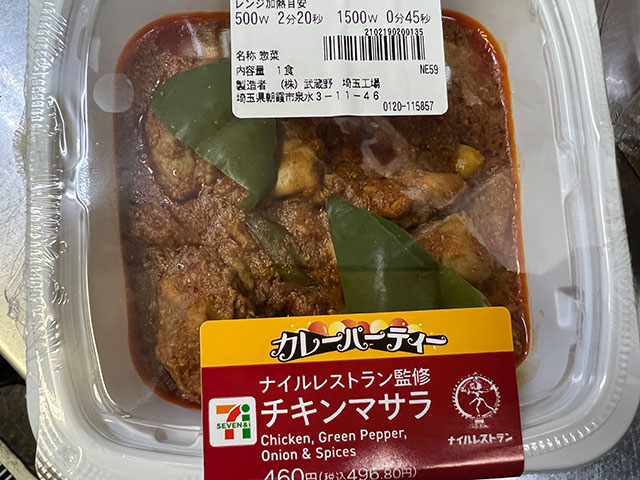 レンジ加熱目安
500W 2分20秒 1500W 0分45秒
2102190200135
名称 惣菜
内容量 1食 NE59
製造者 (株)武蔵野 埼玉工場
埼玉県朝霞市泉水3-11-46
0120-115857
カレーパーティー
ナイルレストラン監修
チキンマサラ
SEVEN&i
Chicken, Green Pepper,
Onion & Spices
ナイルレストラン
460円(税込496.80円)